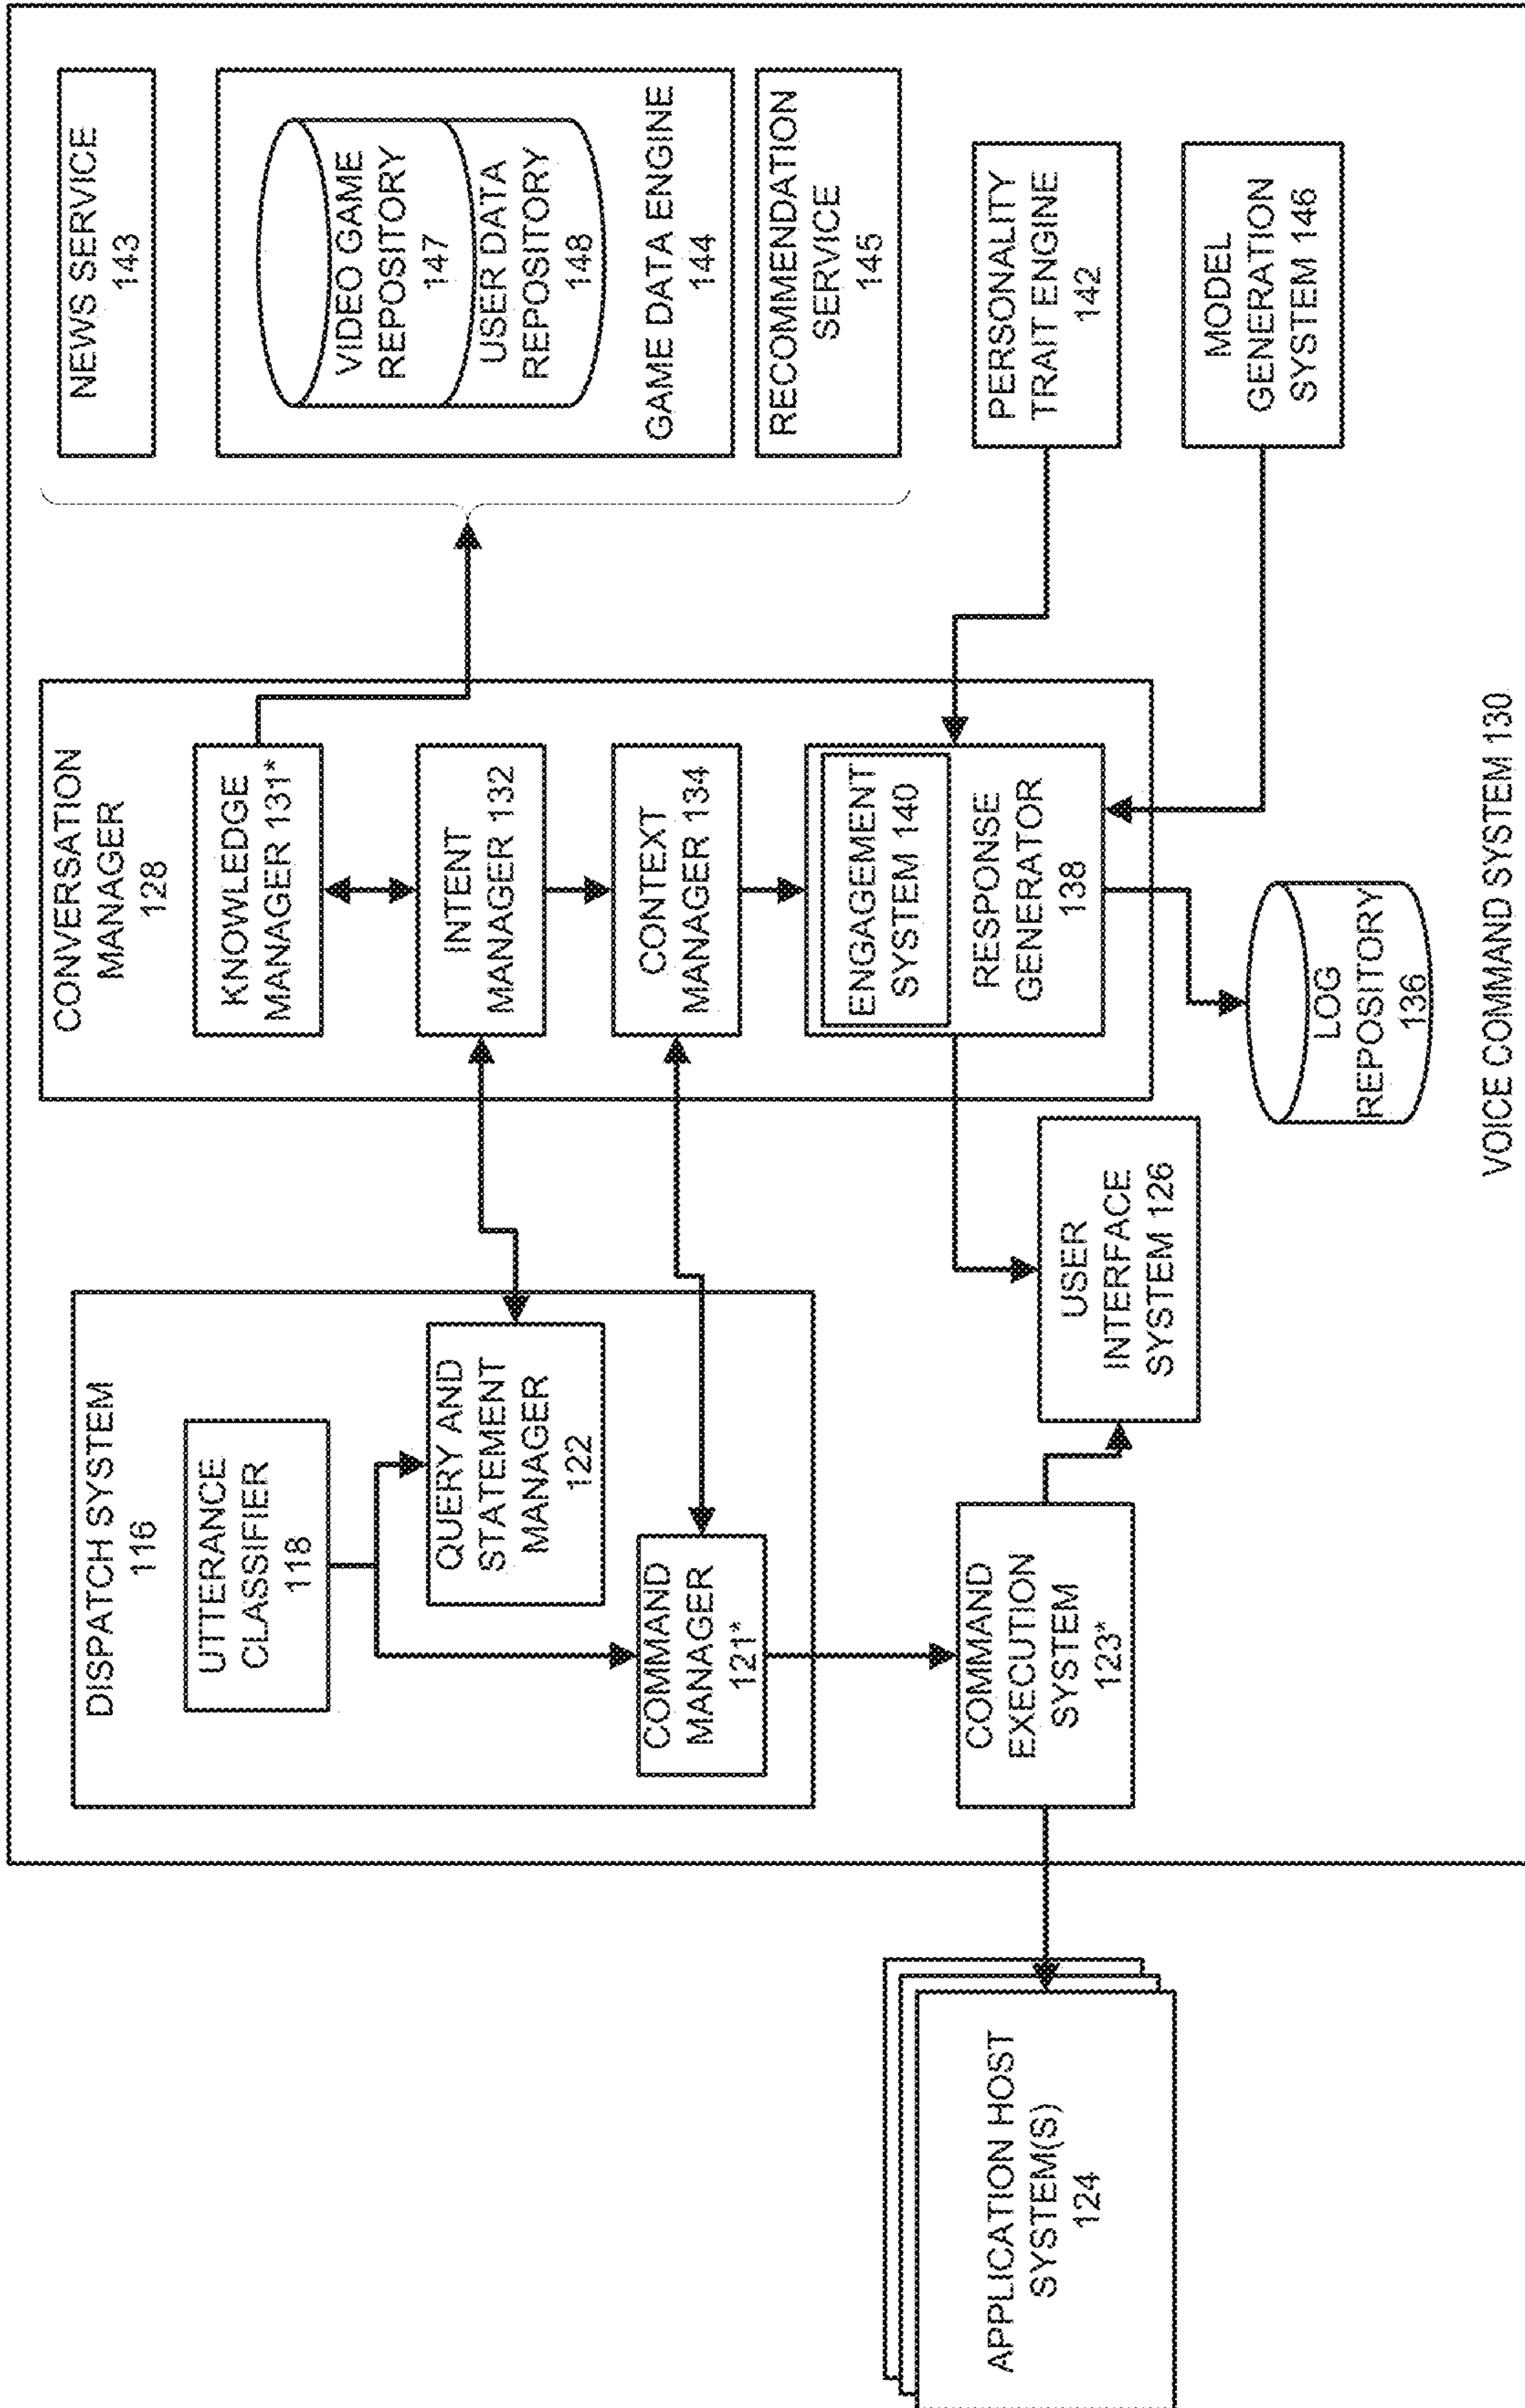 DISPATCH SYSTEM
116
UTTERANCE
CLASSIFIER
118
QUERY AND
STATEMENT
MANAGER
122
COMMAND
MANAGER
121*
COMMAND
EXECUTION
SYSTEM
123*
APPLICATION HOST
SYSTEM(S)
124
USER
INTERFACE
SYSTEM 126
CONVERSATION
MANAGER
128
KNOWLEDGE
MANAGER 131*
INTENT
MANAGER 132
CONTEXT
MANAGER 134
ENGAGEMENT
SYSTEM 140
RESPONSE
GENERATOR
138
LOG
REPOSITORY
136
NEWS SERVICE
143
VIDEO GAME
REPOSITORY
147
USER DATA
REPOSITORY
148
GAME DATA ENGINE
144
RECOMMENDATION
SERVICE
145
PERSONALITY
TRAIT ENGINE
142
MODEL
GENERATION
SYSTEM 146
VOICE COMMAND SYSTEM 130